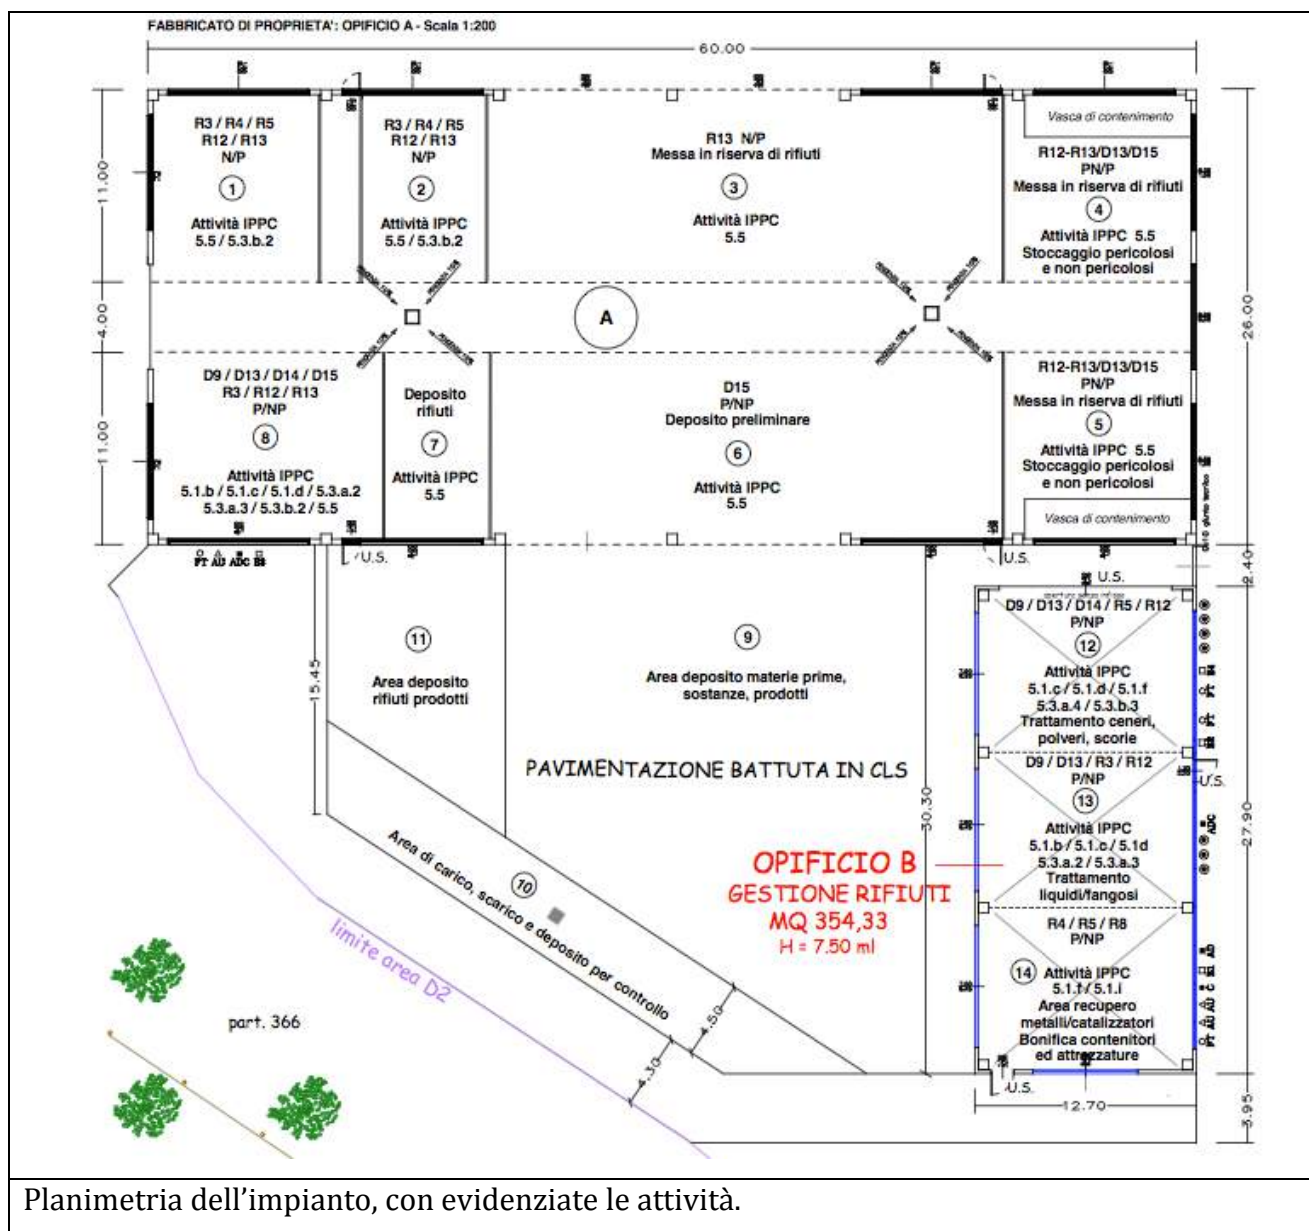 FABBRICATO DI PROPRIETA': OPIFICIO A - Scala 1:200
60.00
11.00
4.00
11.00
26.00
R3 / R4 / R5
R12 / R13
N/P
1
Attività IPPC
5.5 / 5.3.b.2
R3 / R4 / R5
R12 / R13
N/P
2
Attività IPPC
5.5 / 5.3.b.2
R13 N/P
Messa in riserva di rifiuti
3
Attività IPPC
5.5
Vasca di contenimento
R12-R13/D13/D15
PN/P
Messa in riserva di rifiuti
4
Attività IPPC 5.5
Stoccaggio pericolosi
e non pericolosi
A
D9 / D13 / D14 / D15
R3 / R12 / R13
P/NP
8
Attività IPPC
5.1.b / 5.1.c / 5.1.d / 5.3.a.2
5.3.a.3 / 5.3.b.2 / 5.5
Deposito
rifiuti
7
Attività IPPC
5.5
D15
P/NP
Deposito preliminare
6
Attività IPPC
5.5
R12-R13/D13/D15
PN/P
Messa in riserva di rifiuti
5
Attività IPPC 5.5
Stoccaggio pericolosi
e non pericolosi
Vasca di contenimento
PT AU ADC
U.S.
U.S.
U.S.
2.40
11
Area deposito
rifiuti prodotti
9
Area deposito materie prime,
sostanze, prodotti
15.45
PAVIMENTAZIONE BATTUTA IN CLS
30.30
D9 / D13 / D14 / R5 / R12
P/NP
12
Attività IPPC
5.1.c / 5.1.d / 5.1.f
5.3.a.4 / 5.3.b.3
Trattamento ceneri,
polveri, scorie
D9 / D13 / R3 / R12
P/NP
13
Attività IPPC
5.1.b / 5.1.c / 5.1d
5.3.a.2 / 5.3.a.3
Trattamento
liquidi/fangosi
U.S.
ADC
27.90
OPIFICIO B
GESTIONE RIFIUTI
MQ 354,33
H = 7.50 ml
R4 / R5 / R8
P/NP
14
Attività IPPC
5.1.f / 5.1.i
Area recupero
metalli/catalizzatori
Bonifica contenitori
ed attrezzature
U.S.
12.70
3.95
10
Area di carico, scarico e deposito per controllo
4.50
4.30
limite area D2
part. 366
Planimetria dell’impianto, con evidenziate le attività.